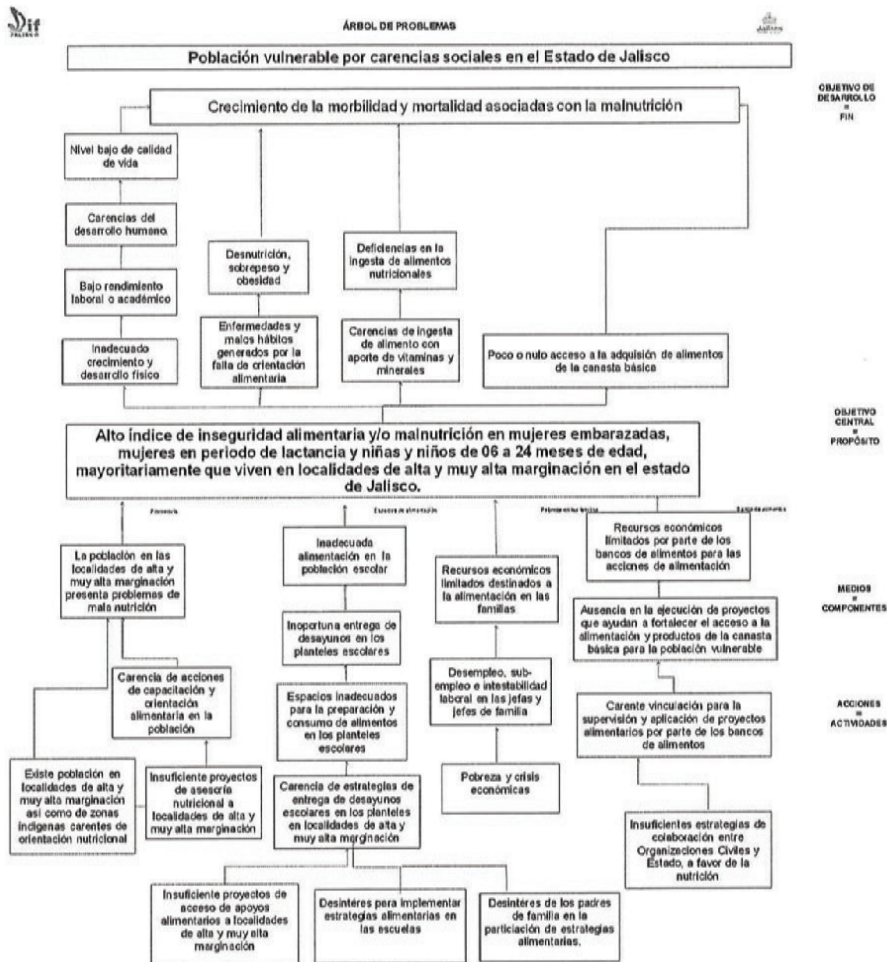 Dif
JALISCO
ÁRBOL DE PROBLEMAS
Jalisco
Población vulnerable por carencias sociales en el Estado de Jalisco
Crecimiento de la morbilidad y mortalidad asociadas con la malnutrición
OBJETIVO DE
DESARROLLO
=
FIN
Nivel bajo de calidad
de vida
Carencias del
desarrollo humano.
Bajo rendimiento
laboral o académico
Inadecuado
crecimiento y
desarrollo físico
Desnutrición,
sobrepeso y
obesidad
Enfermedades y
malos hábitos
generados por la
falta de orientación
alimentaria
Deficiencias en la
ingesta de alimentos
nutricionales
Carencias de ingesta
de alimento con
aporte de vitaminas y
minerales
Poco o nulo acceso a la adquisición de alimentos
de la canasta básica
OBJETIVO
CENTRAL
=
PROPÓSITO
Alto índice de inseguridad alimentaria y/o malnutrición en mujeres embarazadas,
mujeres en periodo de lactancia y niñas y niños de 06 a 24 meses de edad,
mayoritariamente que viven en localidades de alta y muy alta marginación en el estado
de Jalisco.
La población en las
localidades de alta y
muy alta marginación
presenta problemas de
mala nutrición
Carencia de acciones
de capacitación y
orientación
alimentaria en la
población
Existe población en
localidades de alta y
muy alta marginación
así como de zonas
indígenas carentes de
orientación nutricional
Insuficiente proyectos
de asesoría
nutricional a
localidades de alta y
muy alta marginación
Inadecuada
alimentación en la
población escolar
Inoportuna entrega de
desayunos en los
planteles escolares
Espacios inadecuados
para la preparación y
consumo de alimentos
en los planteles
escolares
Carencia de estrategias de
entrega de desayunos
escolares en los planteles
en localidades de alta y
muy alta marginación
Insuficiente proyectos de
acceso de apoyos
alimentarios a localidades
de alta y muy alta
marginación
Desintéres para implementar
estrategias alimentarias en
las escuelas
Desintéres de los padres
de familia en la
particiación de estrategias
alimentarias.
Recursos económicos
limitados destinados a
la alimentación en las
familias
Desempleo, sub-
empleo e intestabilidad
laboral en las jefas y
jefes de familia
Pobreza y crisis
económicas
Recursos económicos
limitados por parte de los
bancos de alimentos para las
acciones de alimentación
Ausencia en la ejecución de proyectos
que ayudan a fortalecer el acceso a la
alimentación y productos de la canasta
básica para la población vulnerable
Carente vinculación para la
supervisión y aplicación de proyectos
alimentarios por parte de los bancos
de alimentos
Insuficientes estrategias de
colaboración entre
Organizaciones Civiles y
Estado, a favor de la
nutrición
MEDIOS
=
COMPONENTES
ACCIONES
=
ACTIVIDADES